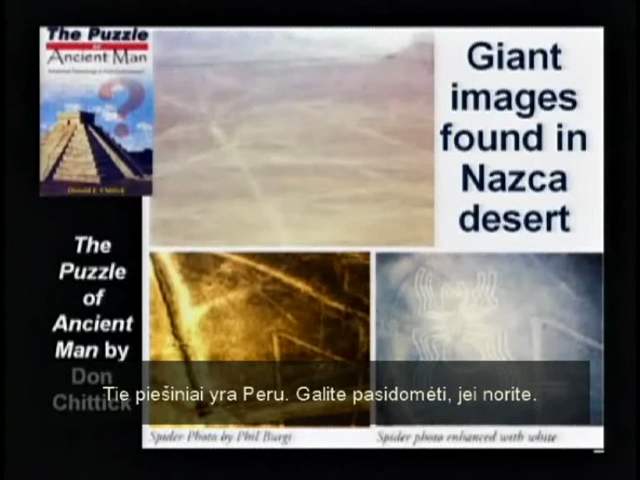 The Puzzle
Ancient Man
Giant
images
found in
Nazca
desert
The
Puzzle
of
Ancient
Man by
Don
Chittick
Tie piešiniai yra Peru. Galite pasidomėti, jei norite.
Spider Photo by Phil Burgi
Spider photo enhanced with white